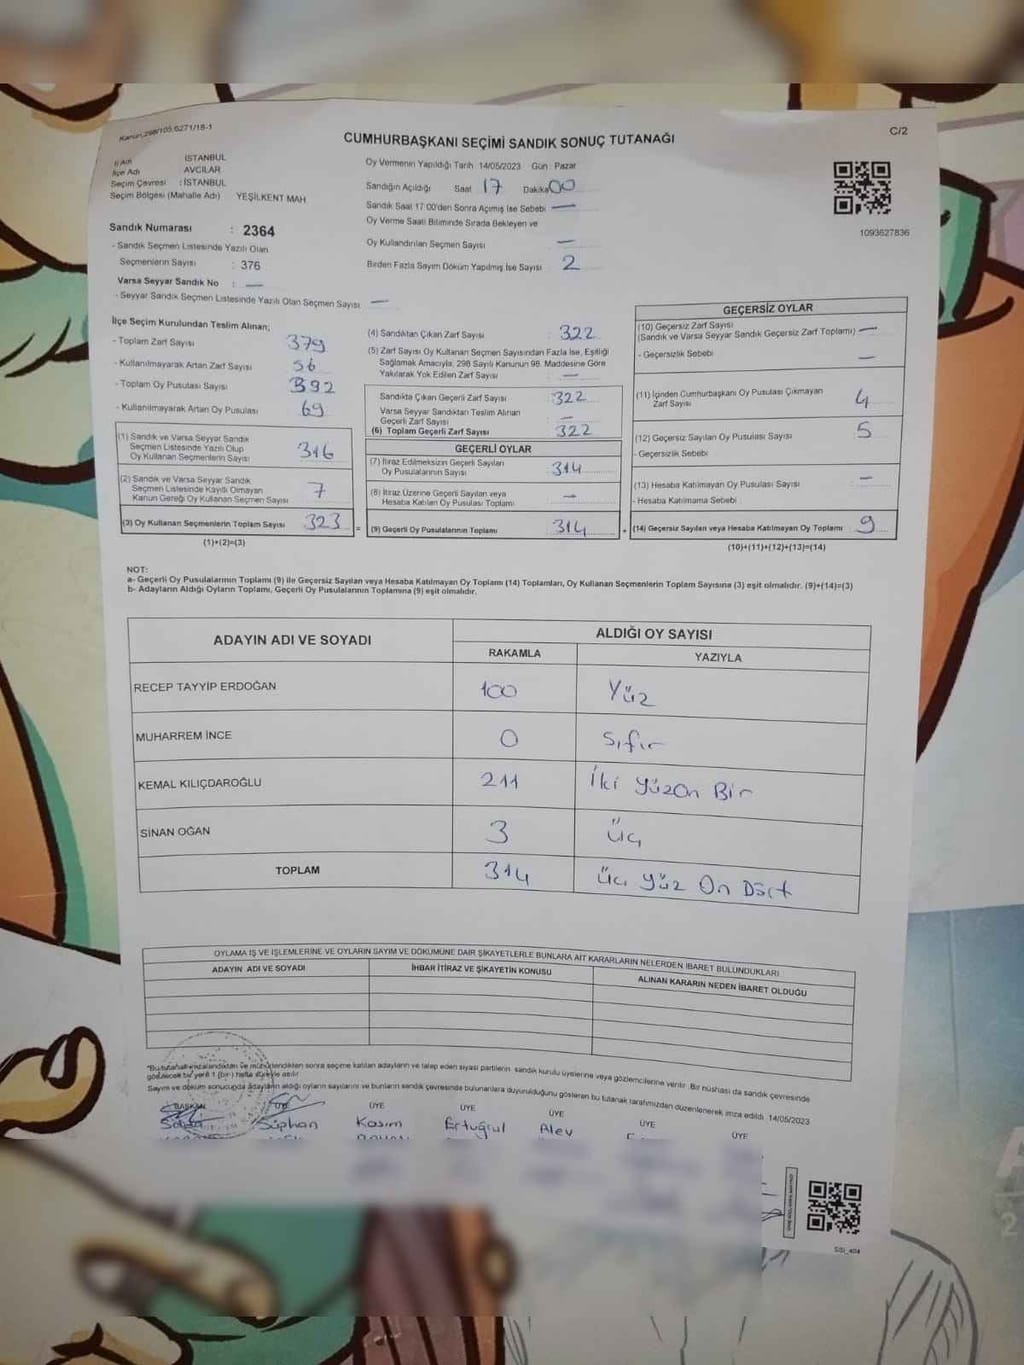 Kanun:298/105,6271/18-1
CUMHURBAŞKANI SEÇİMİ SANDIK SONUÇ TUTANAĞI
C/2
İl Adı İSTANBUL
İlçe Adı AVCILAR
Seçim Çevresi : İSTANBUL
Seçim Bölgesi (Mahalle Adı) YEŞİLKENT MAH
Sandık Numarası : 2364
- Sandık Seçmen Listesinde Yazılı Olan
Seçmenlerin Sayısı : 376
Varsa Seyyar Sandık No : —
- Seyyar Sandık Seçmen Listesinde Yazılı Olan Seçmen Sayısı —
Oy Vermenin Yapıldığı Tarih 14/05/2023 Gün Pazar
Sandığın Açıldığı Saat 17 Dakika 00
Sandık Saat 17:00'den Sonra Açımış İse Sebebi —
Oy Verme Saati Bitiminde Sırada Bekleyen ve
Oy Kullandırılan Seçmen Sayısı —
Birden Fazla Sayım Döküm Yapılmış İse Sayısı 2
1093627836
İlçe Seçim Kurulundan Teslim Alınan;
- Toplam Zarf Sayısı 379
- Kullanılmayarak Artan Zarf Sayısı 56
- Toplam Oy Pusulası Sayısı 392
- Kullanılmayarak Artan Oy Pusulası 69
(1) Sandık ve Varsa Seyyar Sandık
Seçmen Listesinde Yazılı Olup
Oy Kullanan Seçmenlerin Sayısı 316
(2) Sandık ve Varsa Seyyar Sandık
Seçmen Listesinde Kayıtlı Olmayan
Kanun Gereği Oy Kullanan Seçmen Sayısı 7
(3) Oy Kullanan Seçmenlerin Toplam Sayısı 323 =
(1)+(2)=(3)
(4) Sandıktan Çıkan Zarf Sayısı : 322
(5) Zarf Sayısı Oy Kullanan Seçmen Sayısından Fazla İse, Eşitliği
Sağlamak Amacıyla, 298 Sayılı Kanunun 98. Maddesine Göre
Yakılarak Yok Edilen Zarf Sayısı : —
Sandıkta Çıkan Geçerli Zarf Sayısı : 322
Varsa Seyyar Sandıktan Teslim Alınan
Geçerli Zarf Sayısı : —
(6) Toplam Geçerli Zarf Sayısı 322
GEÇERLİ OYLAR
(7) İtiraz Edilmeksizin Geçerli Sayılan
Oy Pusulalarının Sayısı : 314
(8) İtiraz Üzerine Geçerli Sayılan veya
Hesaba Katılan Oy Pusulası Toplamı : —
(9) Geçerli Oy Pusulalarının Toplamı 314 +
GEÇERSİZ OYLAR
(10) Geçersiz Zarf Sayısı
(Sandık ve Varsa Seyyar Sandık Geçersiz Zarf Toplamı) —
- Geçersizlik Sebebi —
(11) İçinden Cumhurbaşkanı Oy Pusulası Çıkmayan
Zarf Sayısı 4
(12) Geçersiz Sayılan Oy Pusulası Sayısı 5
- Geçersizlik Sebebi
(13) Hesaba Katılmayan Oy Pusulası Sayısı —
- Hesaba Katılmama Sebebi
(14) Geçersiz Sayılan veya Hesaba Katılmayan Oy Toplamı 9
(10)+(11)+(12)+(13)=(14)
NOT:
a- Geçerli Oy Pusulalarının Toplamı (9) ile Geçersiz Sayılan veya Hesaba Katılmayan Oy Toplamı (14) Toplamları, Oy Kullanan Seçmenlerin Toplam Sayısına (3) eşit olmalıdır. (9)+(14)=(3)
b- Adayların Aldığı Oyların Toplamı, Geçerli Oy Pusulalarının Toplamına (9) eşit olmalıdır.
ADAYIN ADI VE SOYADI ALDIĞI OY SAYISI
RAKAMLA YAZIYLA
RECEP TAYYİP ERDOĞAN 100 Yüz
MUHARREM İNCE 0 Sıfır
KEMAL KILIÇDAROĞLU 211 İki Yüz On Bir
SİNAN OĞAN 3 Üç
TOPLAM 314 Üç Yüz On Dört
OYLAMA İŞ VE İŞLEMLERİNE VE OYLARIN SAYIM VE DÖKÜMÜNE DAİR ŞİKAYETLERLE BUNLARA AİT KARARLARIN NELERDEN İBARET BULUNDUKLARI
ADAYIN ADI VE SOYADI İHBAR İTİRAZ VE ŞİKAYETİN KONUSU ALINAN KARARIN NEDEN İBARET OLDUĞU
*Bu tutanak imzalandıktan ve mühürlendikten sonra seçime katılan adayların ve talep eden siyasi partilerin sandık kurulu üyelerine veya gözlemcilerine verilir. Bir nüshası da sandık çevresinde
görülecek bir yere 1 (bir) hafta süreyle asılır
Sayım ve döküm sonucunda adayların aldığı oyların sayılarını ve bunların sandık çevresinde bulunanlara duyurulduğunu gösteren bu tutanak tarafımızdan düzenlenerek imza edildi. 14/05/2023
BAŞKAN ÜYE ÜYE ÜYE ÜYE ÜYE ÜYE
Süphan Kasım Ertuğrul Alev